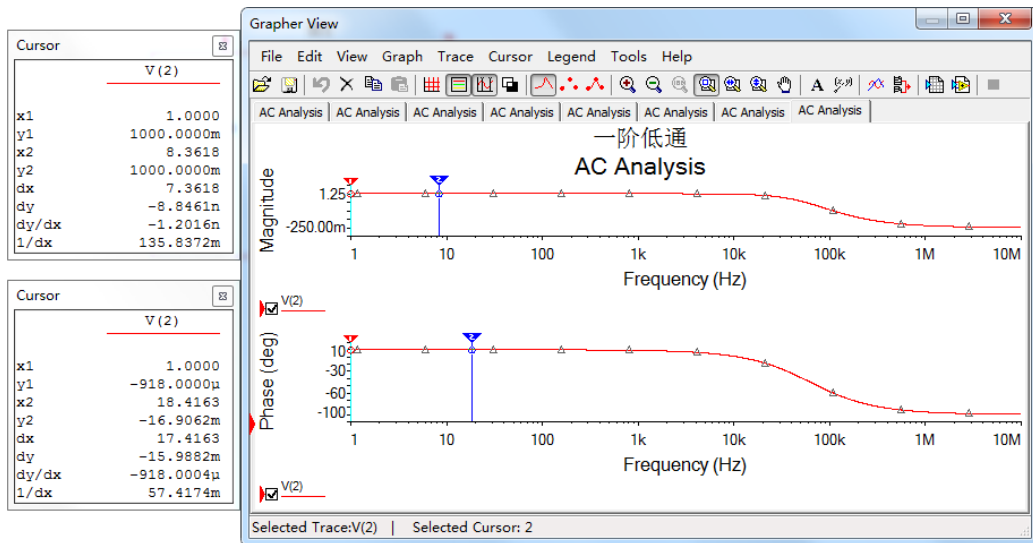 Cursor
V(2)
x1 1.0000
y1 1000.0000m
x2 8.3618
y2 1000.0000m
dx 7.3618
dy -8.8461n
dy/dx -1.2016n
1/dx 135.8372m
Cursor
V(2)
x1 1.0000
y1 -918.0000µ
x2 18.4163
y2 -16.9062m
dx 17.4163
dy -15.9882m
dy/dx -918.0004µ
1/dx 57.4174m
Grapher View
File Edit View Graph Trace Cursor Legend Tools Help
AC Analysis AC Analysis AC Analysis AC Analysis AC Analysis AC Analysis AC Analysis AC Analysis
一阶低通
AC Analysis
Magnitude
1.25
-250.00m
1 10 100 1k 10k 100k 1M 10M
Frequency (Hz)
V(2)
Phase (deg)
10
-30
-60
-100
1 10 100 1k 10k 100k 1M 10M
Frequency (Hz)
V(2)
Selected Trace:V(2) | Selected Cursor: 2